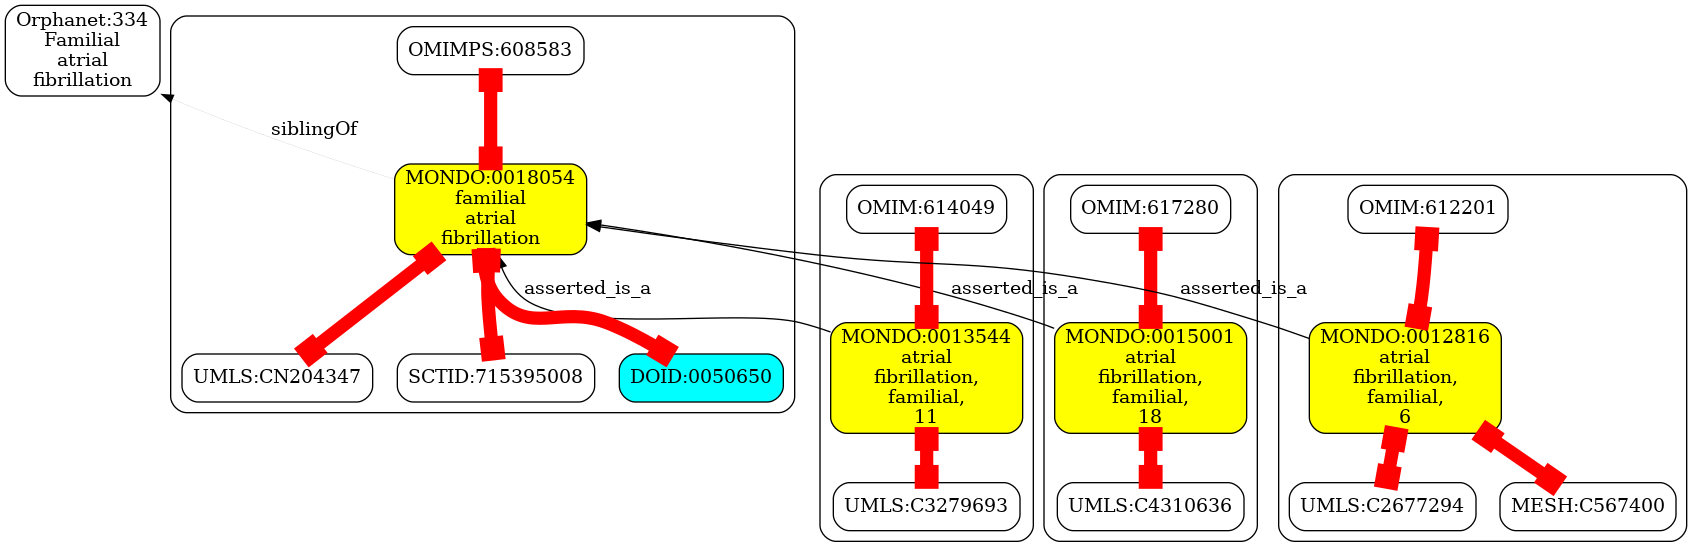 Orphanet:334
Familial
atrial
fibrillation
OMIMPS:608583
siblingOf
MONDO:0018054
familial
atrial
fibrillation
OMIM:614049
OMIM:617280
OMIM:612201
asserted_is_a
asserted_is_a
asserted_is_a
UMLS:CN204347
SCTID:715395008
DOID:0050650
MONDO:0013544
atrial
fibrillation,
familial,
11
MONDO:0015001
atrial
fibrillation,
familial,
18
MONDO:0012816
atrial
fibrillation,
familial,
6
UMLS:C3279693
UMLS:C4310636
UMLS:C2677294
MESH:C567400